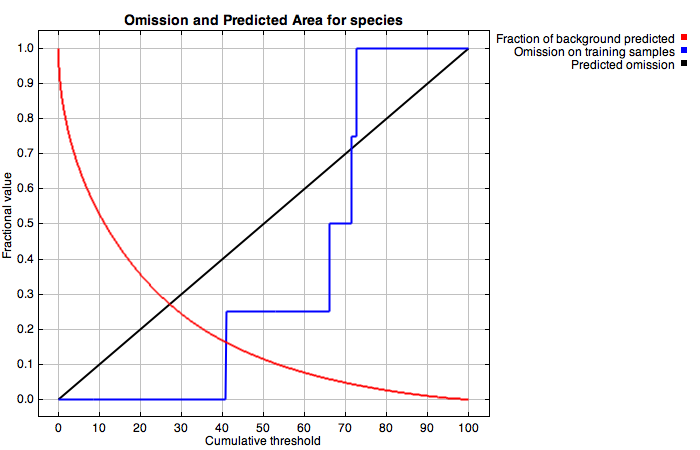 Omission and Predicted Area for species
Fraction of background predicted
Omission on training samples
Predicted omission
Fractional value
1.0
0.9
0.8
0.7
0.6
0.5
0.4
0.3
0.2
0.1
0.0
0 10 20 30 40 50 60 70 80 90 100
Cumulative threshold